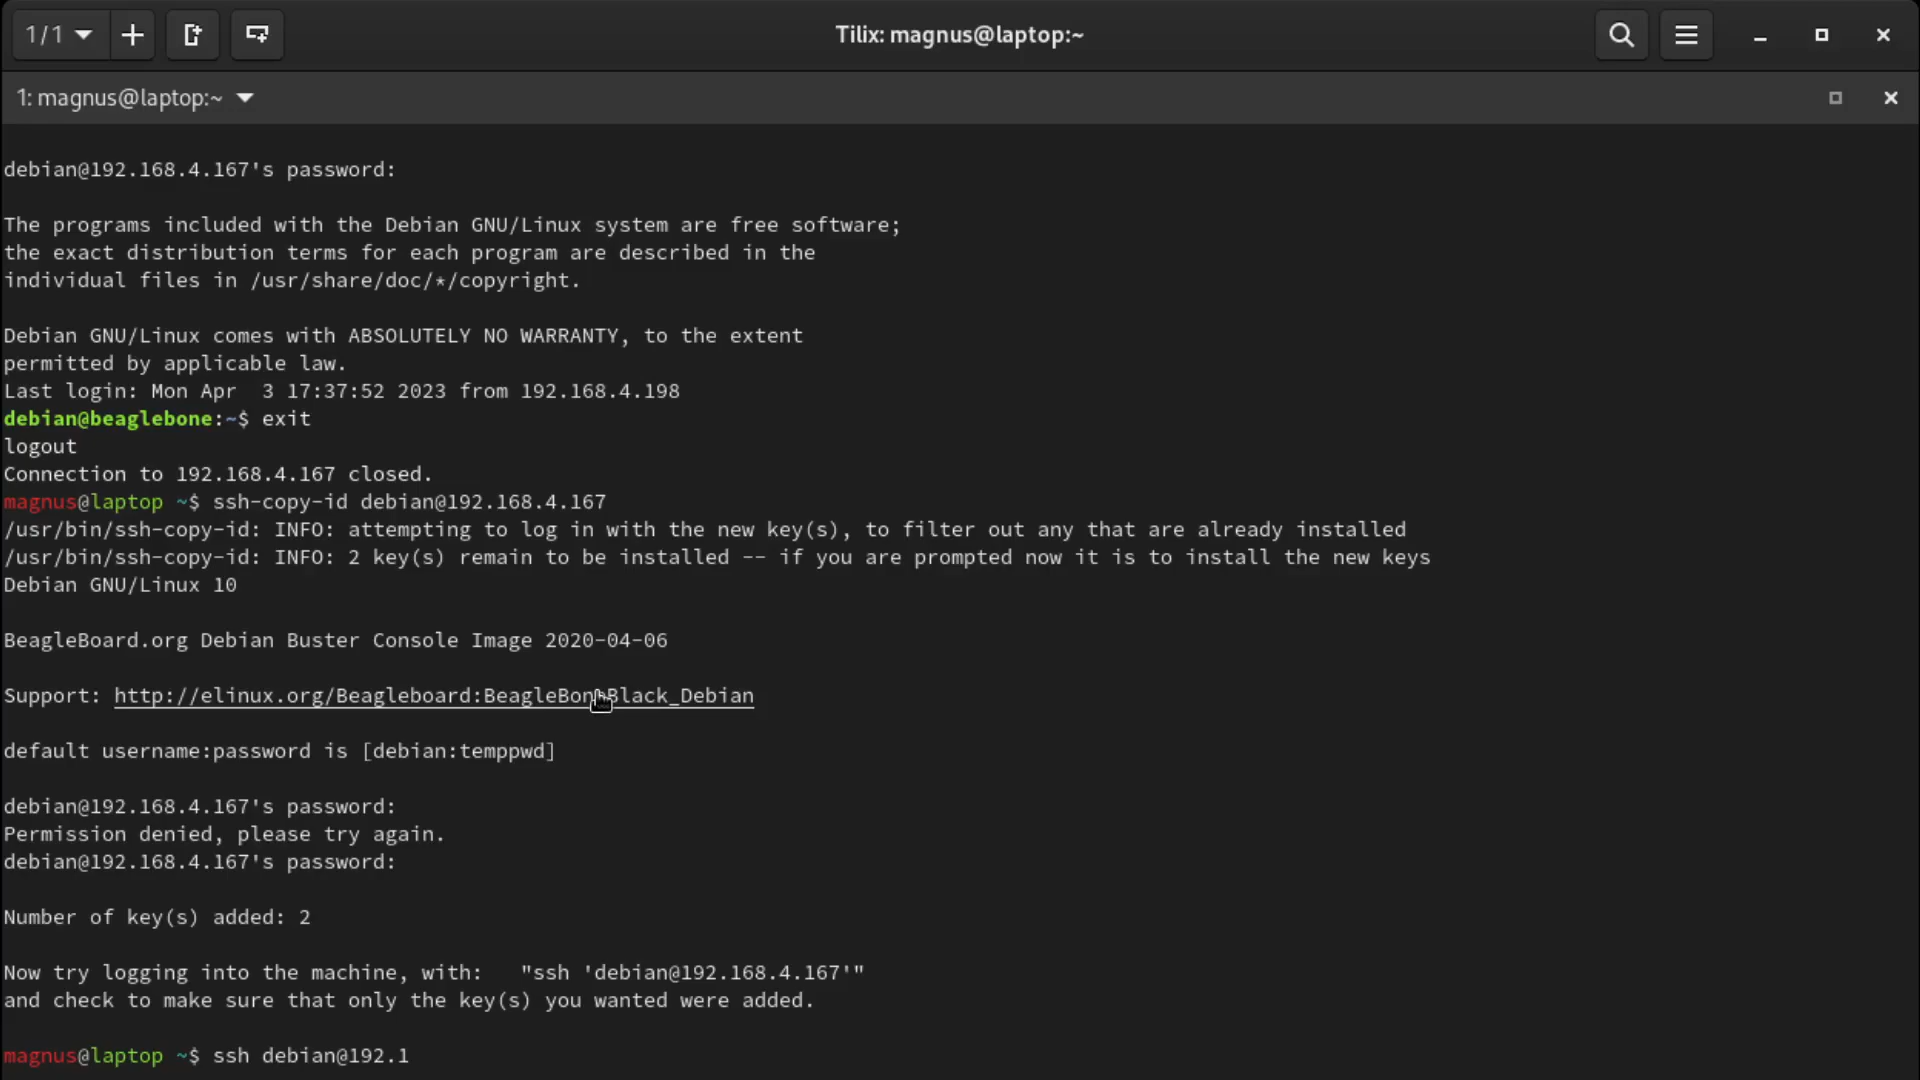 1/1
Tilix: magnus@laptop:~
1: magnus@laptop:~
debian@192.168.4.167's password:
The programs included with the Debian GNU/Linux system are free software;
the exact distribution terms for each program are described in the
individual files in /usr/share/doc/*/copyright.
Debian GNU/Linux comes with ABSOLUTELY NO WARRANTY, to the extent
permitted by applicable law.
Last login: Mon Apr  3 17:37:52 2023 from 192.168.4.198
debian@beaglebone:~$ exit
logout
Connection to 192.168.4.167 closed.
magnus@laptop ~$ ssh-copy-id debian@192.168.4.167
/usr/bin/ssh-copy-id: INFO: attempting to log in with the new key(s), to filter out any that are already installed
/usr/bin/ssh-copy-id: INFO: 2 key(s) remain to be installed -- if you are prompted now it is to install the new keys
Debian GNU/Linux 10
BeagleBoard.org Debian Buster Console Image 2020-04-06
Support: http://elinux.org/Beagleboard:BeagleBoneBlack_Debian
default username:password is [debian:temppwd]
debian@192.168.4.167's password:
Permission denied, please try again.
debian@192.168.4.167's password:
Number of key(s) added: 2
Now try logging into the machine, with:   "ssh 'debian@192.168.4.167'"
and check to make sure that only the key(s) you wanted were added.
magnus@laptop ~$ ssh debian@192.1